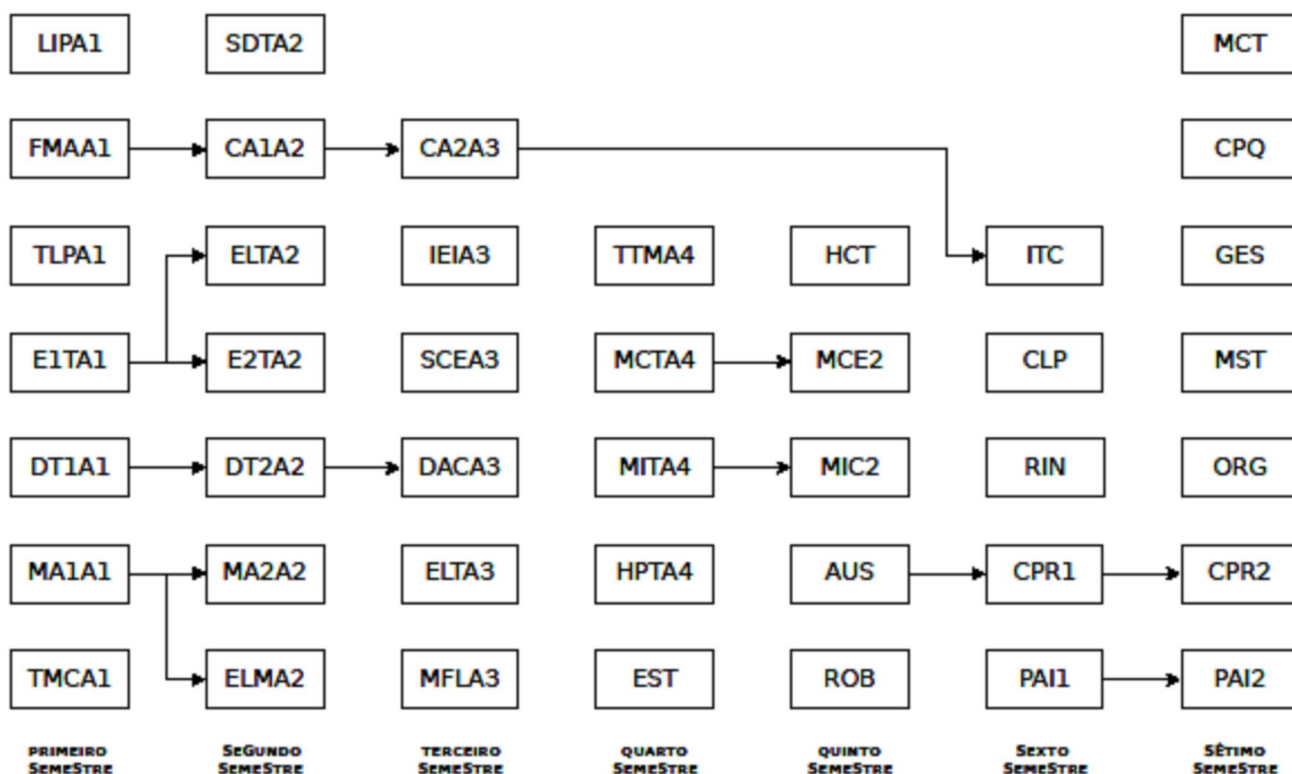 LIPA1 SDTA2 MCT
FMAA1 CA1A2 CA2A3 CPQ
TLPA1 ELTA2 IEIA3 TTMA4 HCT ITC GES
E1TA1 E2TA2 SCEA3 MCTA4 MCE2 CLP MST
DT1A1 DT2A2 DACA3 MITA4 MIC2 RIN ORG
MA1A1 MA2A2 ELTA3 HPTA4 AUS CPR1 CPR2
TMCA1 ELMA2 MFLA3 EST ROB PAI1 PAI2
PRIMEIRO SeGUNDO TERCEIRO QUARTO QUINTO SEXTO SÉTIMO
SEMESTRE SEMESTRE SEMESTRE SEMESTRE SEMESTRE SEMESTRE SEMESTRE